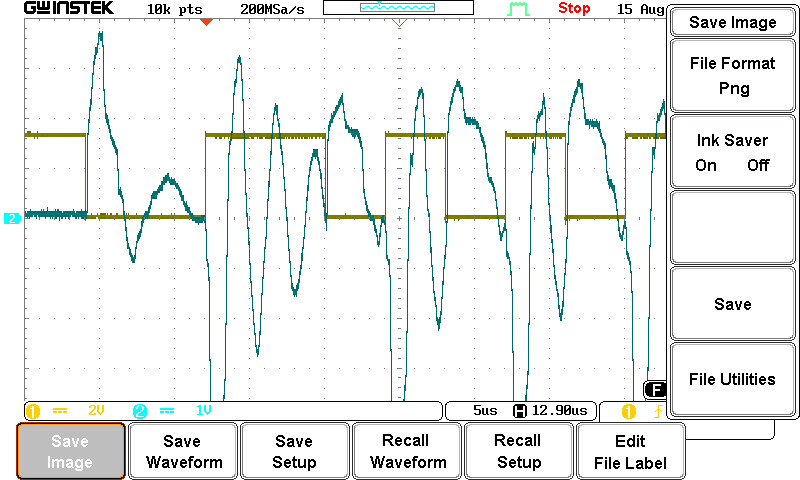 GWINSTEK 10k pts 200MSa/s Stop 15 Aug
Save Image
File Format
Png
Ink Saver
On Off
2
Save
File Utilities
F
1 2V 2 1V 5us H 12.90us 1
Save Image
Save Waveform
Save Setup
Recall Waveform
Recall Setup
Edit File Label